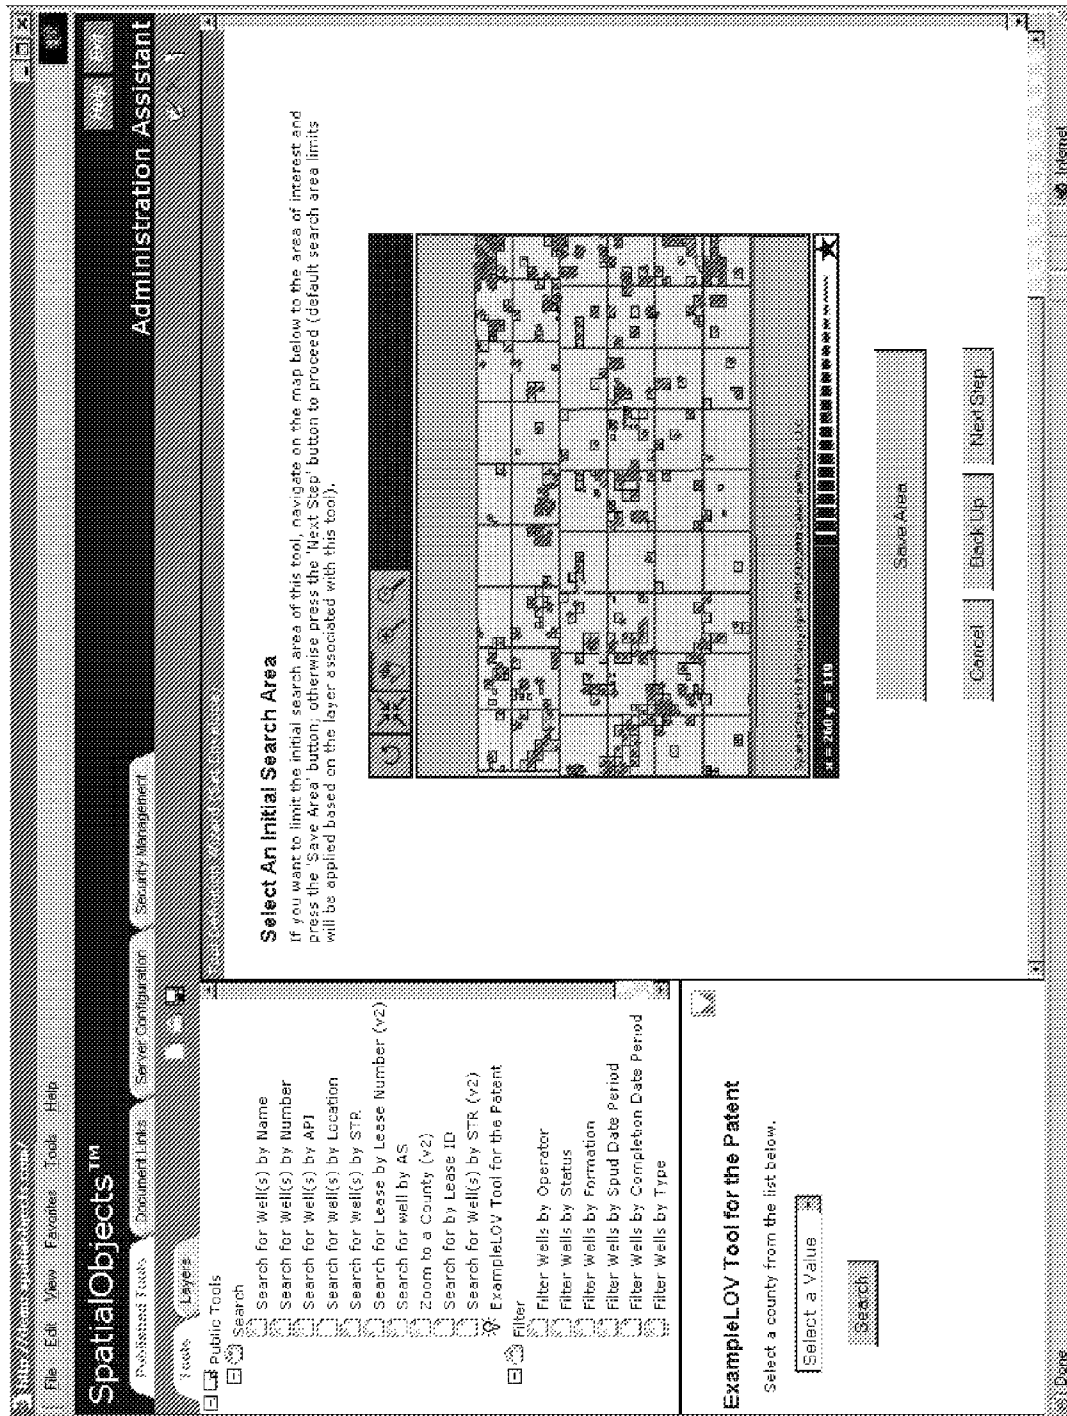 File Edit View Favorites Tools Help
SpatialObjects™
Administration Assistant
Published Tools Document Links Server Configuration Security Management
Tools Layers
Public Tools
Search
Search for Well(s) by Name
Search for Well(s) by Number
Search for Well(s) by API
Search for Well(s) by Location
Search for Well(s) by STR
Search for Lease by Lease Number (v2)
Search for well by AS
Zoom to a County (v2)
Search for by Lease ID
Search for Well(s) by STR (v2)
ExampleLOV Tool for the Patent
Filter
Filter Wells by Operator
Filter Wells by Status
Filter Wells by Formation
Filter Wells by Spud Date Period
Filter Wells by Completion Date Period
Filter Wells by Type
ExampleLOV Tool for the Patent
Select a county from the list below.
Select a Value
Search
Select An Initial Search Area
If you want to limit the initial search area of this tool, navigate on the map below to the area of interest and
press the 'Save Area' button; otherwise press the 'Next Step' button to proceed (default search area limits
will be applied based on the layer associated with this tool).
Save Area
Cancel Back Up Next Step
Done Internet